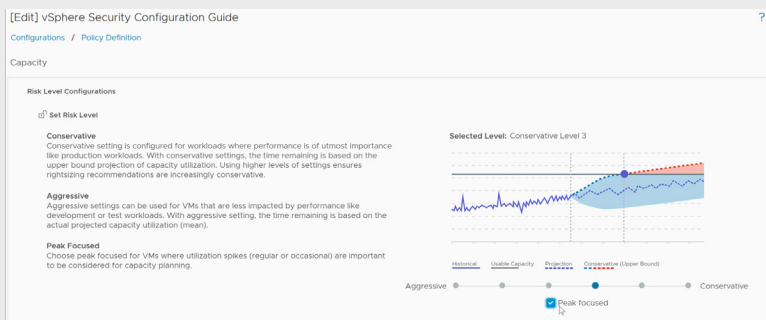 [Edit] vSphere Security Configuration Guide
?
Configurations / Policy Definition
Capacity
Risk Level Configurations
Set Risk Level
Conservative
Conservative setting is configured for workloads where performance is of utmost importance
like production workloads. With conservative settings, the time remaining is based on the
upper bound projection of capacity utilization. Using higher levels of settings ensures
rightsizing recommendations are increasingly conservative.
Aggressive
Aggressive settings can be used for VMs that are less impacted by performance like
development or test workloads. With aggressive setting, the time remaining is based on the
actual projected capacity utilization (mean).
Peak Focused
Choose peak focused for VMs where utilization spikes (regular or occasional) are important
to be considered for capacity planning.
Selected Level: Conservative Level 3
Historical Usable Capacity Projection Conservative (Upper Bound)
Aggressive Conservative
Peak focused